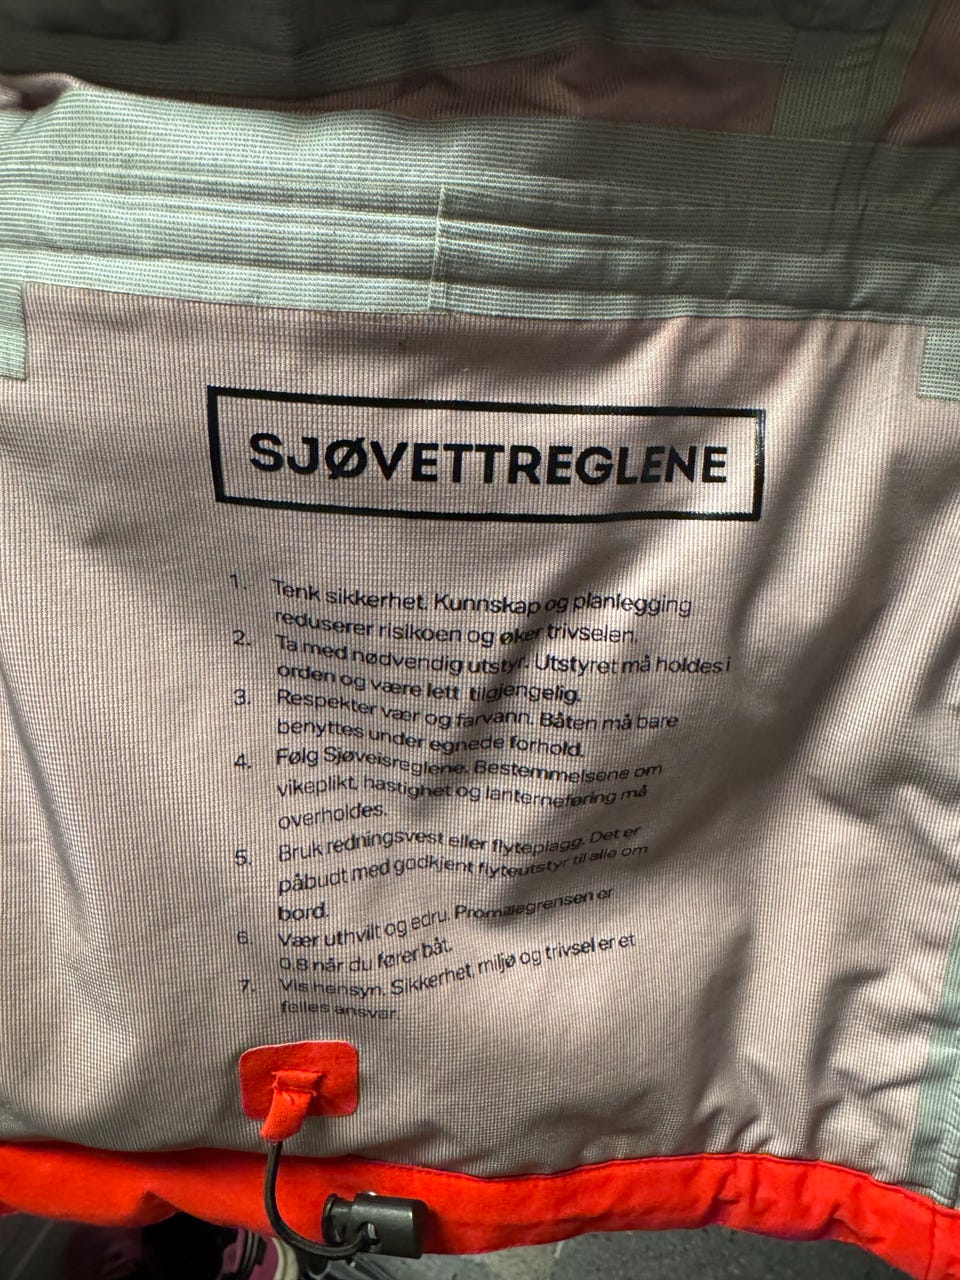 SJØVETTREGLENE
1. Tenk sikkerhet. Kunnskap og planlegging
reduserer risikoen og øker trivselen.
2. Ta med nødvendig utstyr. Utstyret må holdes i
orden og være lett tilgjengelig.
3. Respekter vær og farvann. Båten må bare
benyttes under egnede forhold.
4. Følg Sjøveisreglene. Bestemmelsene om
vikeplikt, hastighet og lanterneføring må
overholdes.
5. Bruk redningsvest eller flyteplagg. Det er
påbudt med godkjent flyteutstyr til alle om
bord.
6. Vær uthvilt og edru. Promillegrensen er
0.8 når du fører båt.
7. Vis hensyn. Sikkerhet, miljø og trivsel er et
felles ansvar.